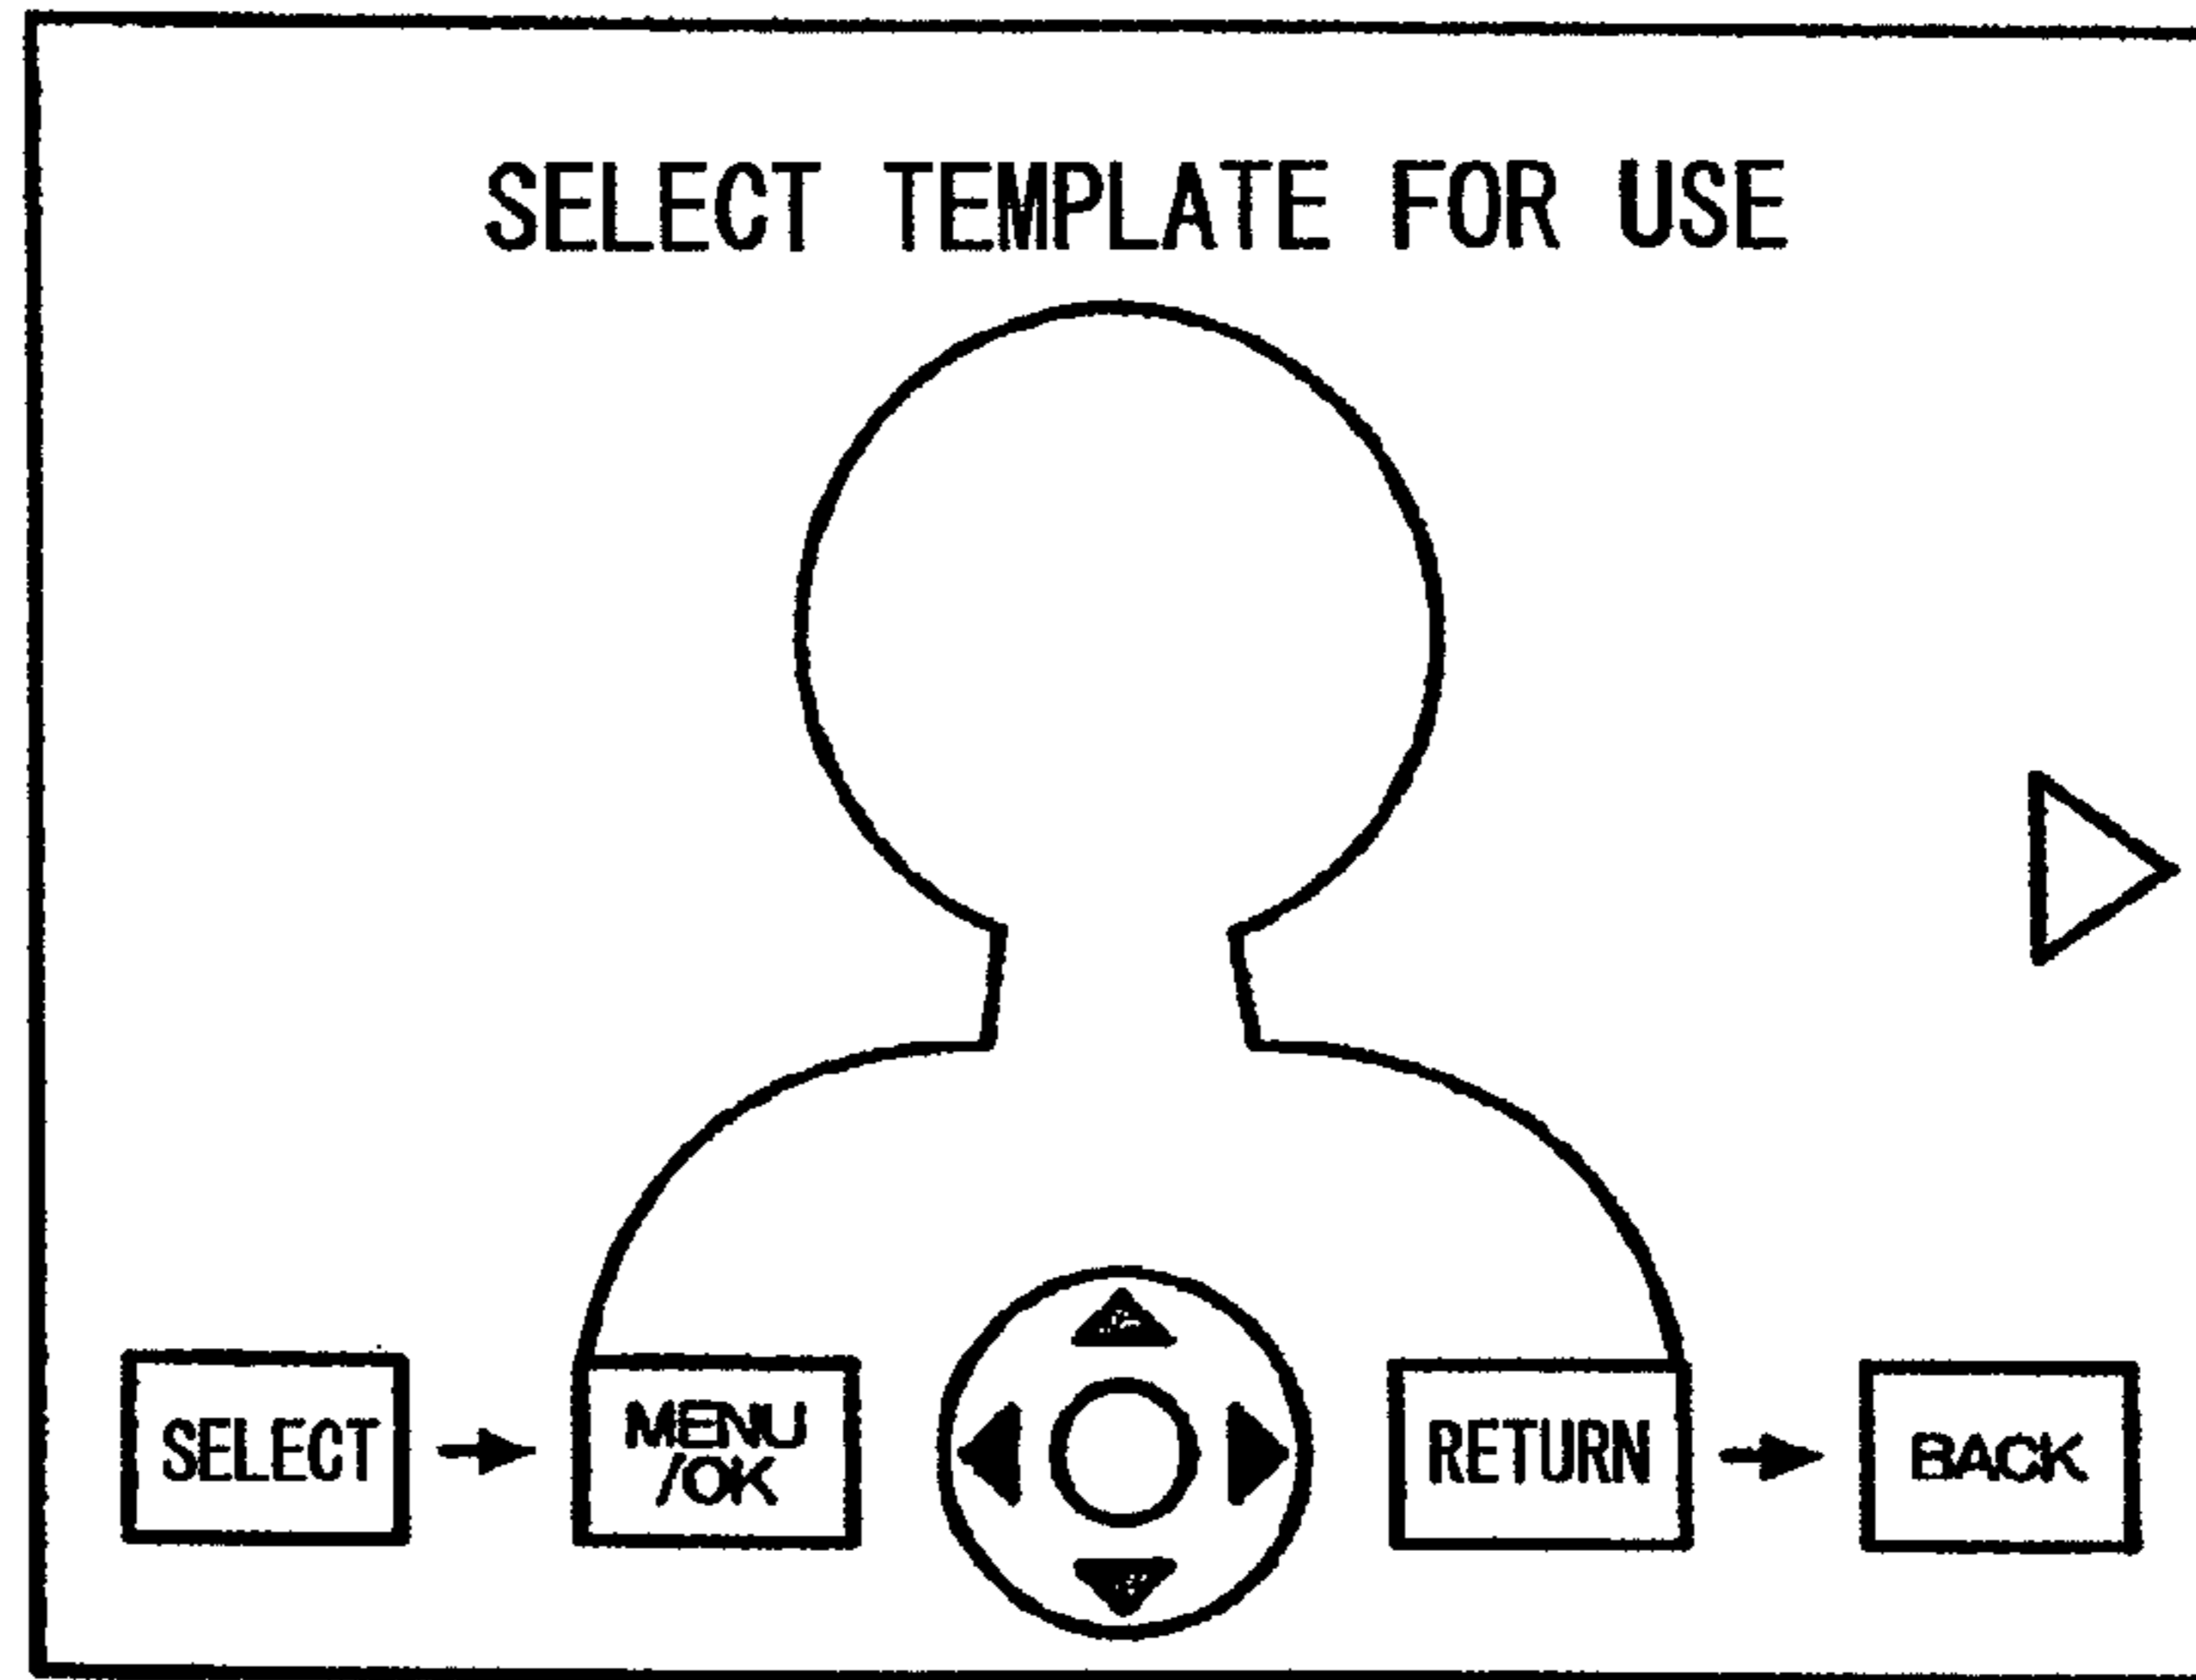 SELECT TEMPLATE FOR USE
SELECT
MENU
/OK
RETURN
BACK